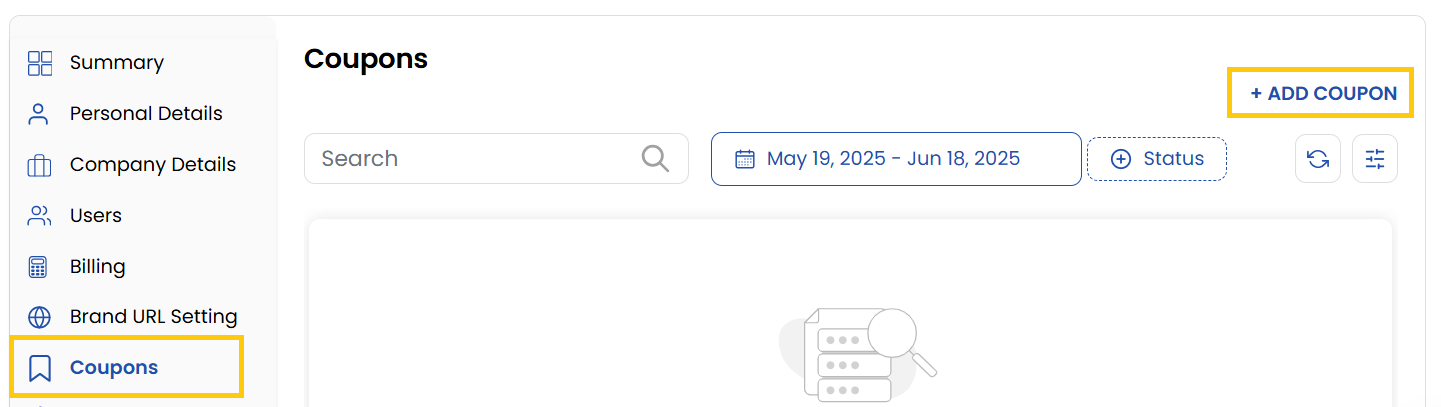 Summary
Personal Details
Company Details
Users
Billing
Brand URL Setting
Coupons
Coupons
+ ADD COUPON
Search
May 19, 2025 - Jun 18, 2025
Status